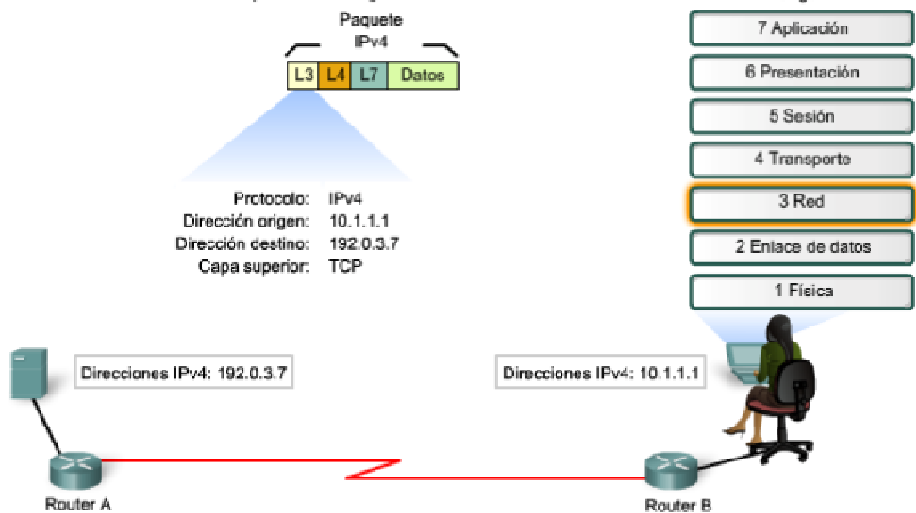 Paquete
IPv4
L3 L4 L7 Datos
Protocolo: IPv4
Dirección origen: 10.1.1.1
Dirección destino: 192.0.3.7
Capa superior: TCP
7 Aplicación
6 Presentación
5 Sesión
4 Transporte
3 Red
2 Enlace de datos
1 Física
Direcciones IPv4: 192.0.3.7
Direcciones IPv4: 10.1.1.1
Router A
Router B